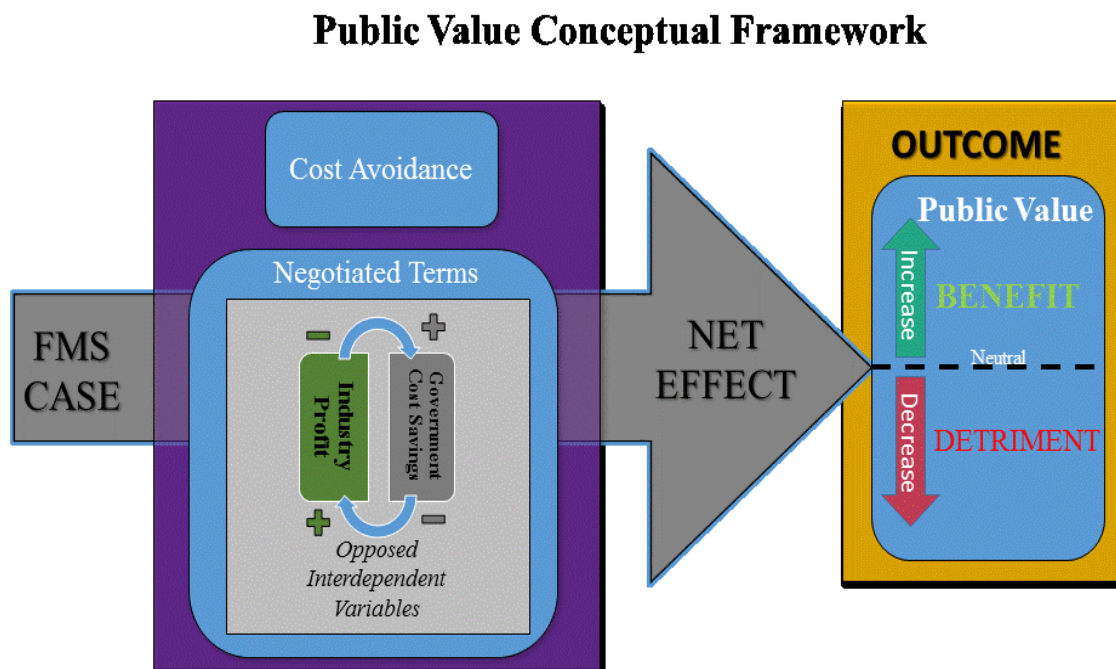 Public Value Conceptual Framework
Cost Avoidance
Negotiated Terms
FMS
CASE
− +
Industry
Profit
Government
Cost Savings
+ −
Opposed
Interdependent
Variables
NET
EFFECT
OUTCOME
Public Value
Increase
BENEFIT
Neutral
Decrease
DETRIMENT